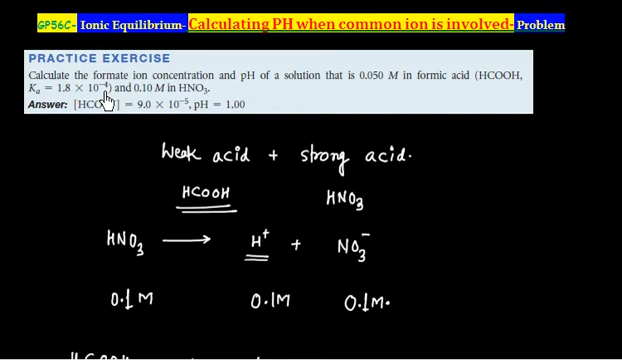 GP56C- Ionic Equilibrium- Calculating PH when common ion is involved- Problem
PRACTICE EXERCISE
Calculate the formate ion concentration and pH of a solution that is 0.050 M in formic acid (HCOOH,
Kₐ = 1.8 × 10⁻⁴) and 0.10 M in HNO₃.
Answer: [HCO ] = 9.0 × 10⁻⁵, pH = 1.00
Weak acid + strong acid.
HCOOH HNO₃
HNO₃ ⟶ H⁺ + NO₃⁻
0.1M 0.1M 0.1M.